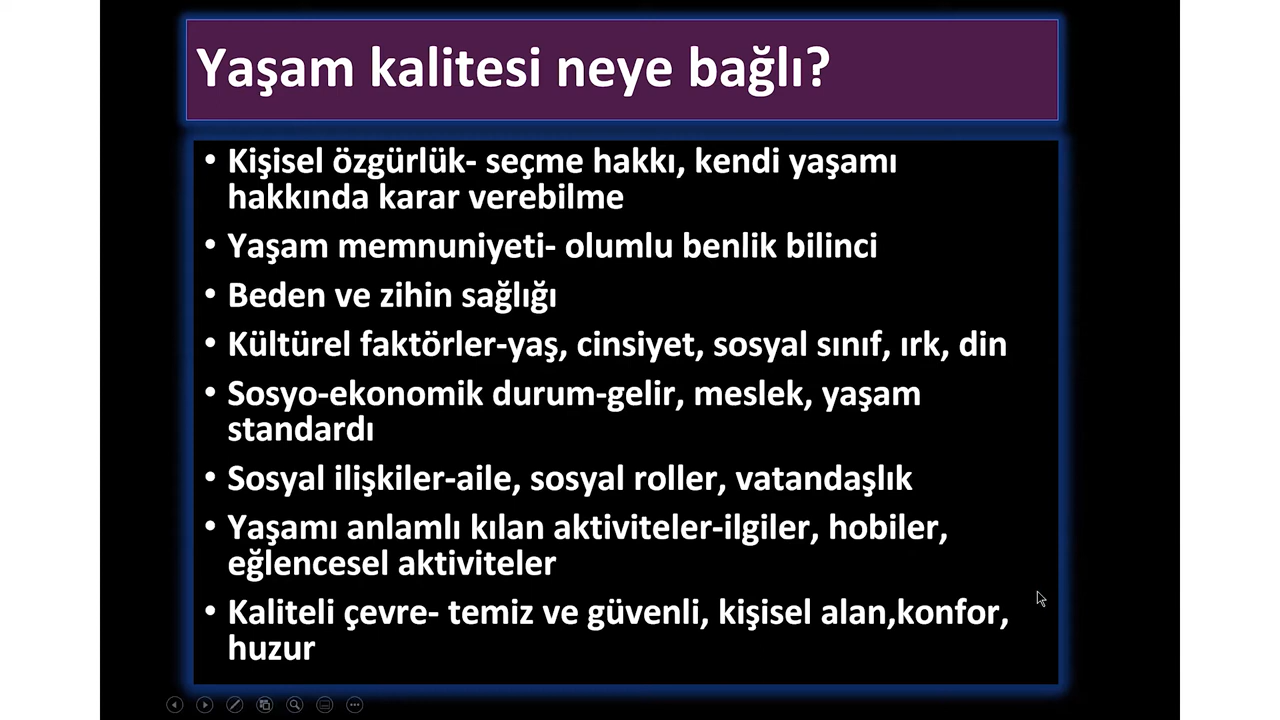 Yaşam kalitesi neye bağlı?
• Kişisel özgürlük- seçme hakkı, kendi yaşamı
hakkında karar verebilme
• Yaşam memnuniyeti- olumlu benlik bilinci
• Beden ve zihin sağlığı
• Kültürel faktörler-yaş, cinsiyet, sosyal sınıf, ırk, din
• Sosyo-ekonomik durum-gelir, meslek, yaşam
standardı
• Sosyal ilişkiler-aile, sosyal roller, vatandaşlık
• Yaşamı anlamlı kılan aktiviteler-ilgiler, hobiler,
eğlencesel aktiviteler
• Kaliteli çevre- temiz ve güvenli, kişisel alan,konfor,
huzur